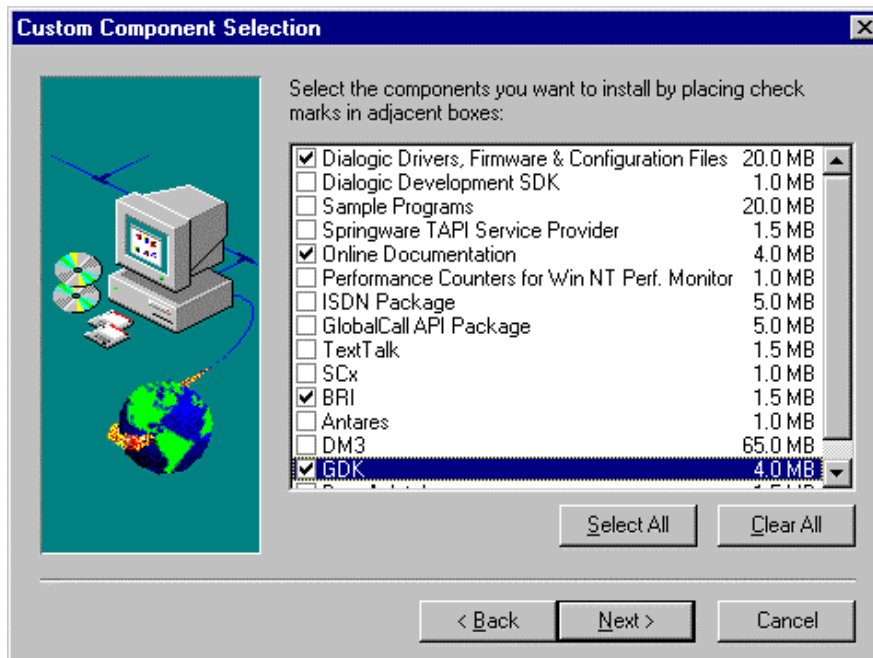 Custom Component Selection
Select the components you want to install by placing check
marks in adjacent boxes:
Dialogic Drivers, Firmware & Configuration Files 20.0 MB
Dialogic Development SDK 1.0 MB
Sample Programs 20.0 MB
Springware TAPI Service Provider 1.5 MB
Online Documentation 4.0 MB
Performance Counters for Win NT Perf. Monitor 1.0 MB
ISDN Package 5.0 MB
GlobalCall API Package 5.0 MB
TextTalk 1.5 MB
SCx 1.0 MB
BRI 1.5 MB
Antares 1.0 MB
DM3 65.0 MB
GDK 4.0 MB
Select All Clear All
< Back Next > Cancel